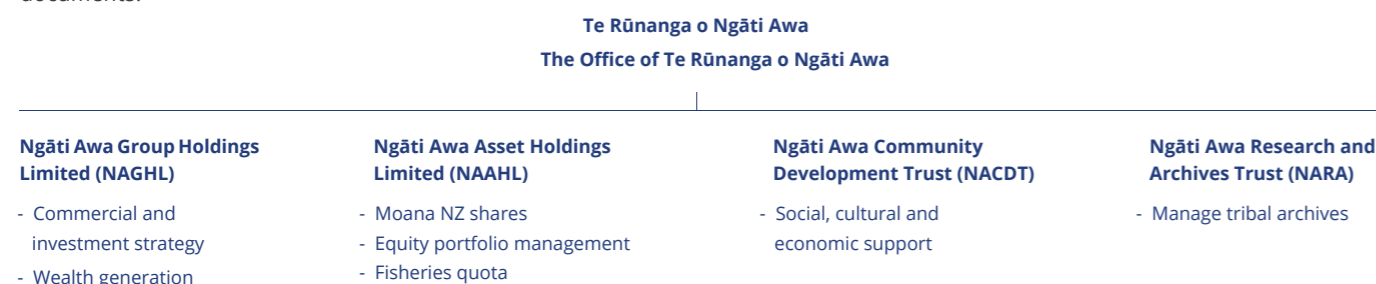 documents.
Te Rūnanga o Ngāti Awa
The Office of Te Rūnanga o Ngāti Awa
Ngāti Awa Group Holdings
Limited (NAGHL)
- Commercial and
investment strategy
- Wealth generation
Ngāti Awa Asset Holdings
Limited (NAAHL)
- Moana NZ shares
- Equity portfolio management
- Fisheries quota
Ngāti Awa Community
Development Trust (NACDT)
- Social, cultural and
economic support
Ngāti Awa Research and
Archives Trust (NARA)
- Manage tribal archives